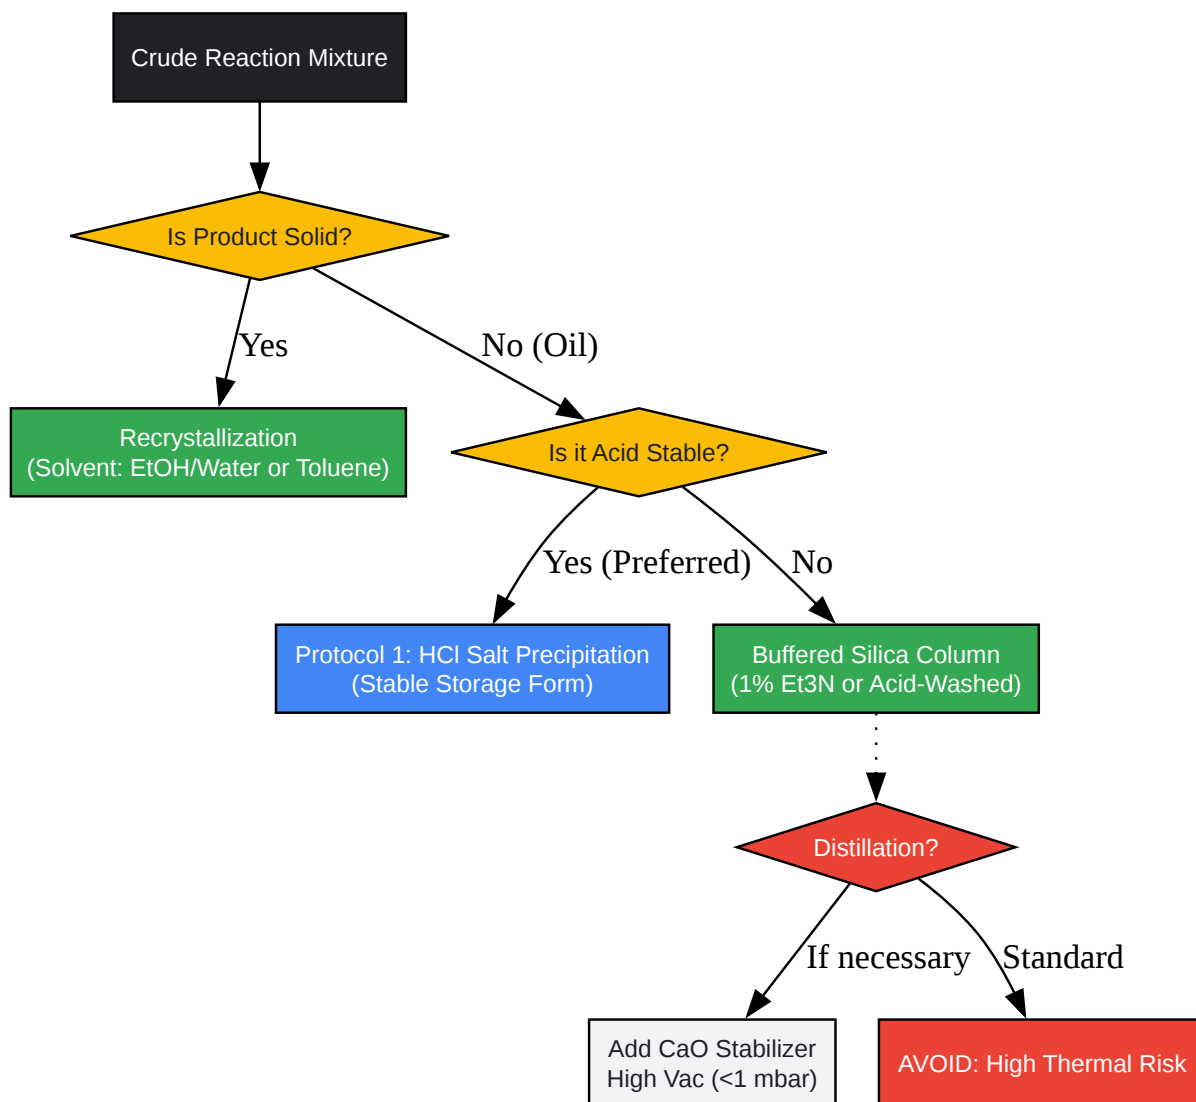 Crude Reaction Mixture
Is Product Solid?
Yes
No (Oil)
Recrystallization
(Solvent: EtOH/Water or Toluene)
Is it Acid Stable?
Yes (Preferred)
No
Protocol 1: HCl Salt Precipitation
(Stable Storage Form)
Buffered Silica Column
(1% Et3N or Acid-Washed)
Distillation?
If necessary
Standard
Add CaO Stabilizer
High Vac (<1 mbar)
AVOID: High Thermal Risk